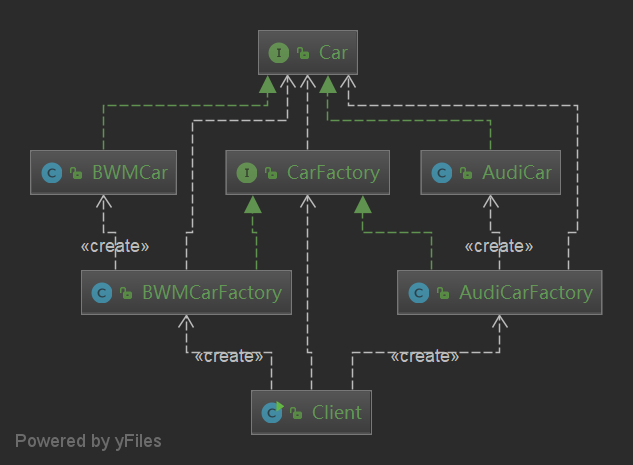 I Car
C BWMCar
I CarFactory
C AudiCar
«create»
«create»
C BWMCarFactory
C AudiCarFactory
«create»
«create»
C Client
Powered by yFiles